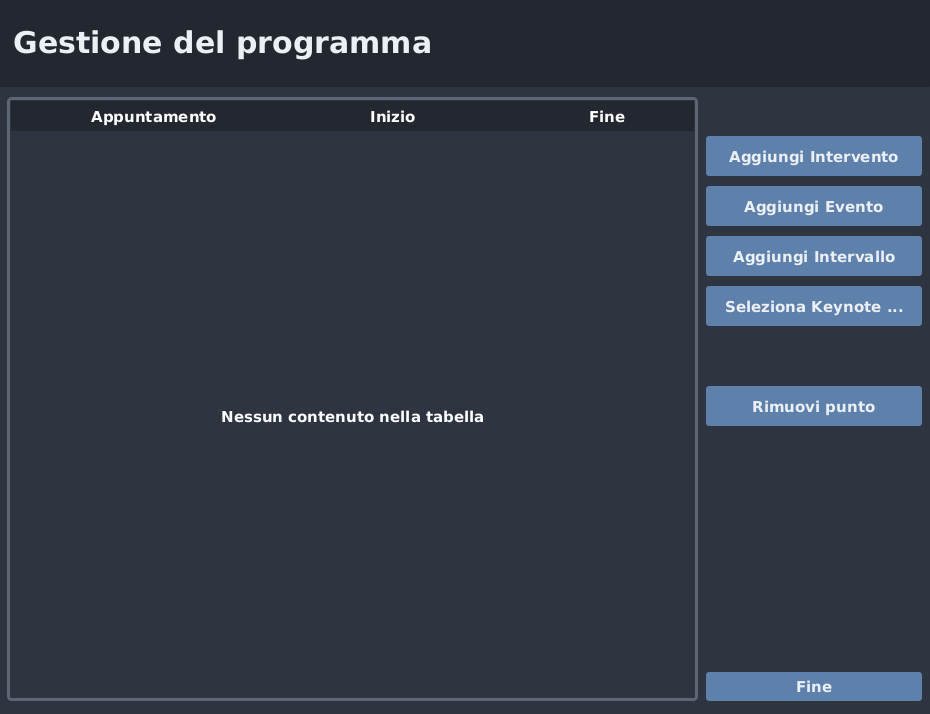 Gestione del programma
Appuntamento Inizio Fine
Aggiungi Intervento
Aggiungi Evento
Aggiungi Intervallo
Seleziona Keynote ...
Nessun contenuto nella tabella
Rimuovi punto
Fine